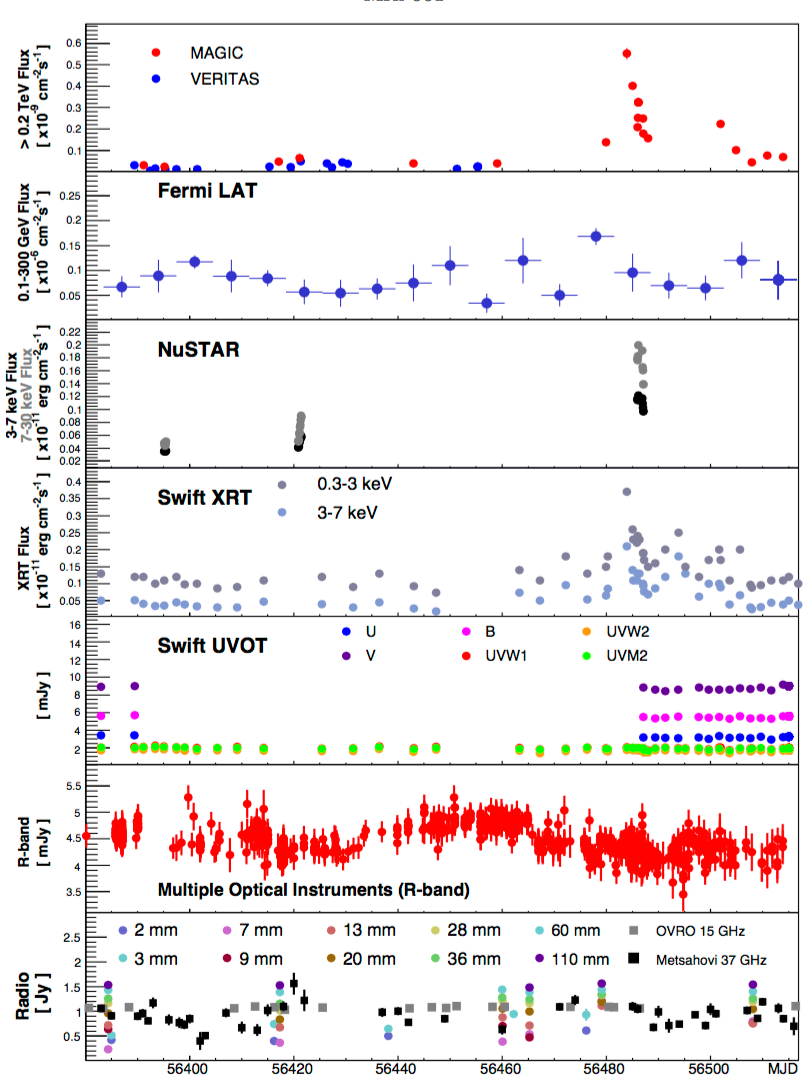 0.6
MAGIC
VERITAS
0.5
0.4
0.3
0.2
0.1
> 0.2 TeV Flux
[ x10⁻⁹ cm⁻²s⁻¹ ]
Fermi LAT
0.25
0.2
0.15
0.1
0.05
0.1-300 GeV Flux
[ x10⁻⁶ cm⁻²s⁻¹ ]
NuSTAR
0.22
0.2
0.18
0.16
0.14
0.12
0.1
0.08
0.06
0.04
0.02
3-7 keV Flux
7-30 keV Flux
[ x10⁻¹¹ erg cm⁻²s⁻¹ ]
Swift XRT
0.3-3 keV
3-7 keV
0.4
0.35
0.3
0.25
0.2
0.15
0.1
0.05
XRT Flux
[ x10⁻¹¹ erg cm⁻²s⁻¹ ]
Swift UVOT
U B UVW2
V UVW1 UVM2
16
14
12
10
8
6
4
2
[ mJy ]
5.5
5
4.5
4
3.5
R-band
[ mJy ]
Multiple Optical Instruments (R-band)
2 mm 7 mm 13 mm 28 mm 60 mm OVRO 15 GHz
3 mm 9 mm 20 mm 36 mm 110 mm Metsahovi 37 GHz
2.5
2
1.5
1
0.5
Radio
[ Jy ]
56400 56420 56440 56460 56480 56500 MJD